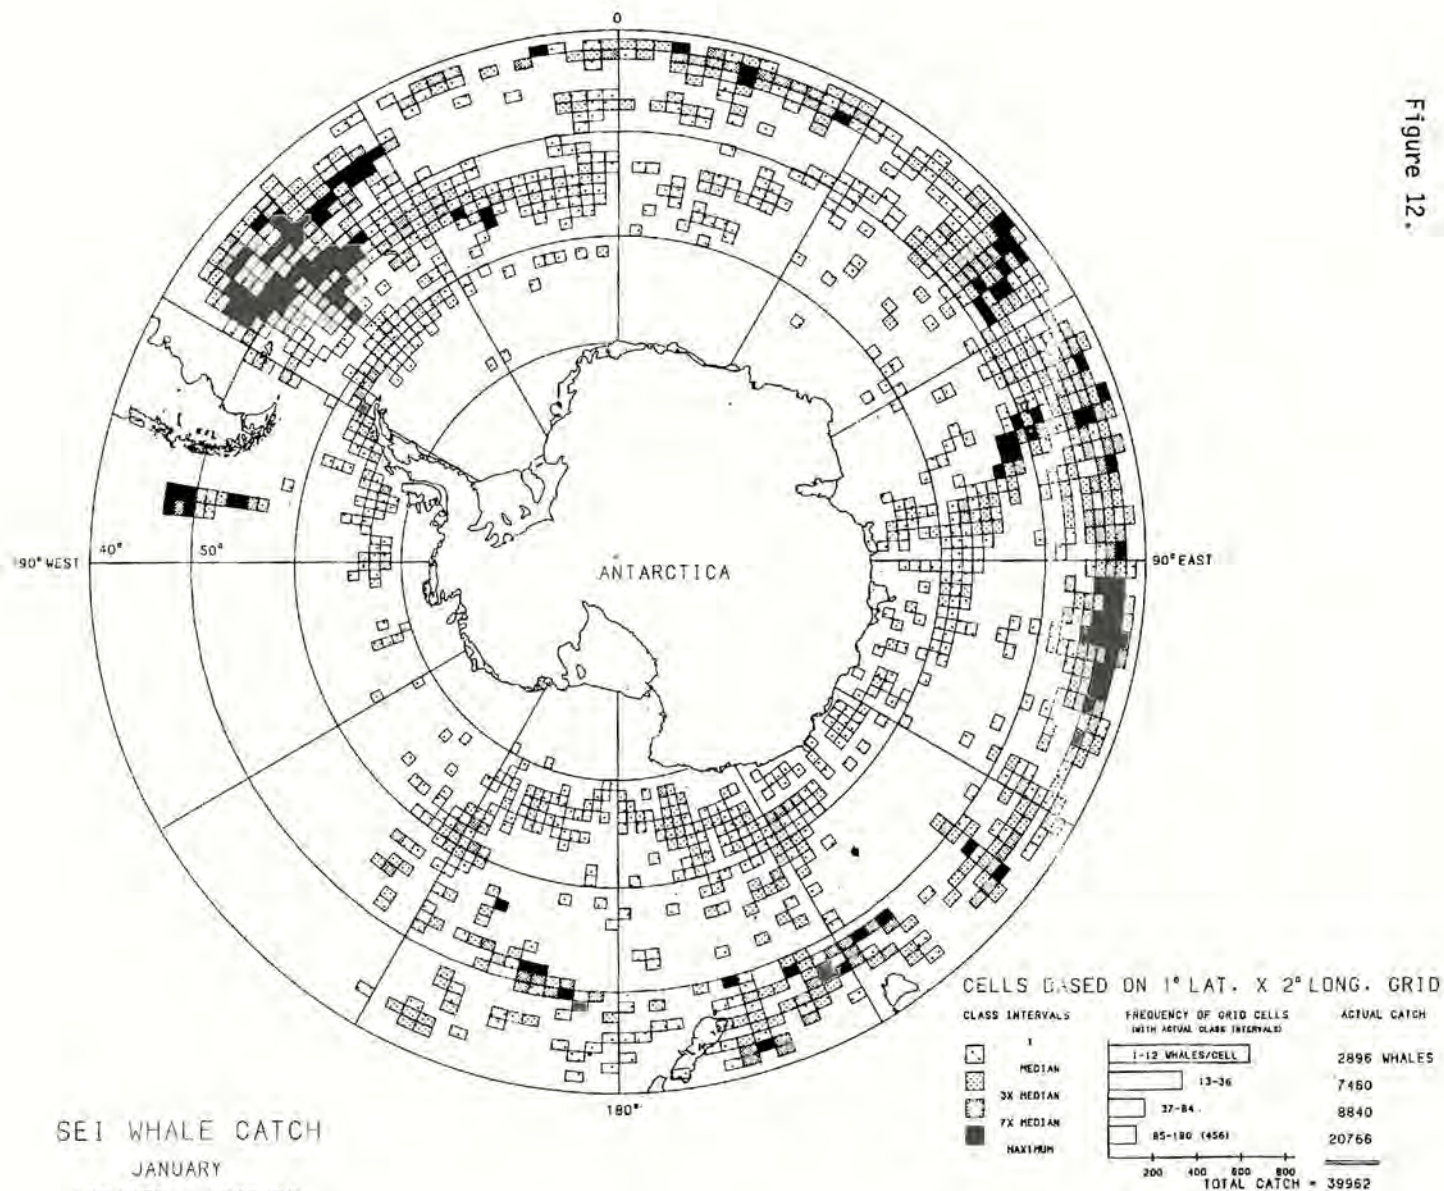 0
Figure 12.
90° WEST
40°
50°
ANTARCTICA
90° EAST
180°
CELLS BASED ON 1° LAT. X 2° LONG. GRID
CLASS INTERVALS
FREQUENCY OF GRID CELLS
ACTUAL CATCH
(WITH ACTUAL CLASS INTERVALS)
1
1-12 WHALES/CELL
2896 WHALES
MEDIAN
13-36
7460
3X MEDIAN
37-84
8840
7X MEDIAN
85-180 (456)
20766
MAXIMUM
200 400 600 800
TOTAL CATCH = 39962
SEI WHALE CATCH
JANUARY